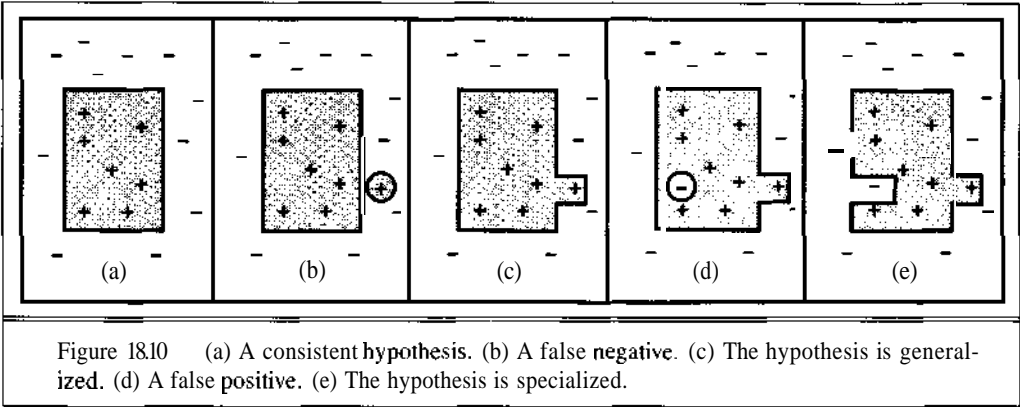 (a) (b) (c) (d) (e)
Figure 18.10 (a) A consistent hypothesis. (b) A false negative. (c) The hypothesis is general-
ized. (d) A false positive. (e) The hypothesis is specialized.